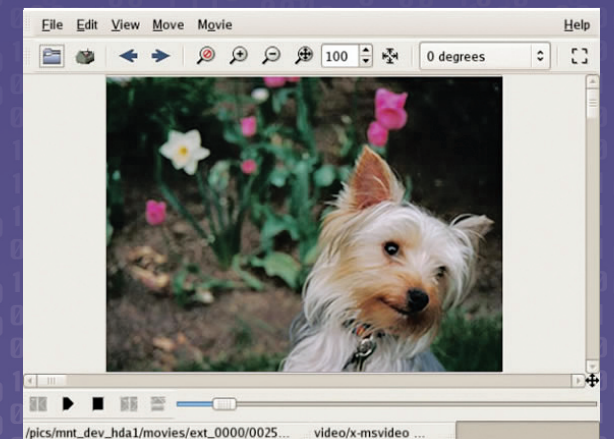 File Edit View Move Movie Help
100 0 degrees
/pics/mnt_dev_hda1/movies/ext_0000/0025... video/x-msvideo ...